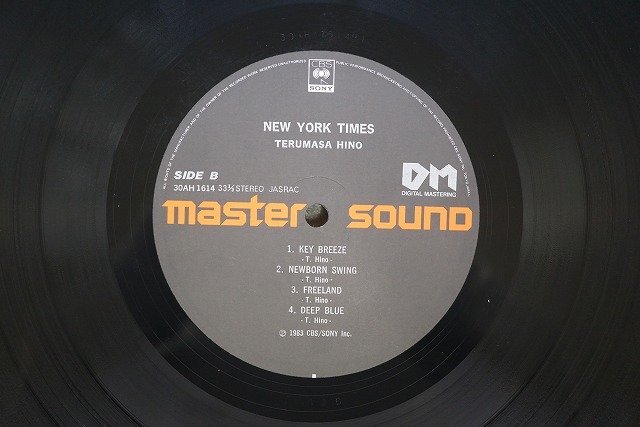 CBS
SONY
NEW YORK TIMES
TERUMASA HINO
SIDE B
30AH 1614 33⅓ STEREO JASRAC
DM
DIGITAL MASTERING
master sound
1. KEY BREEZE
- T. Hino -
2. NEWBORN SWING
- T. Hino -
3. FREELAND
- T. Hino -
4. DEEP BLUE
- T. Hino -
Ⓟ 1983 CBS/SONY Inc.